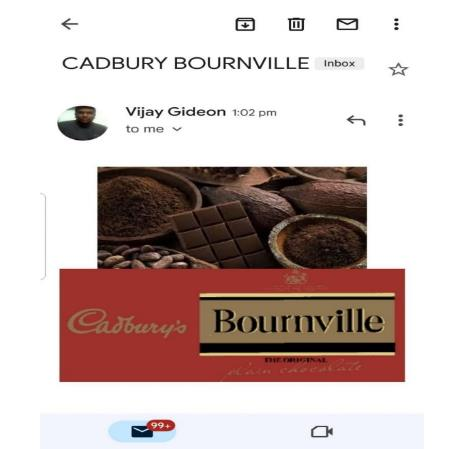 CADBURY BOURNVILLE Inbox
Vijay Gideon 1:02 pm
to me
Cadbury's Bournville
THE ORIGINAL
plain chocolate
99+